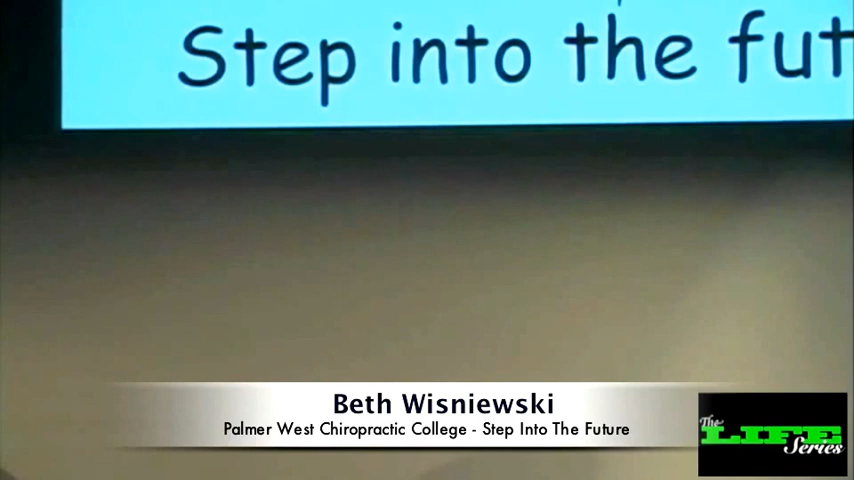 Step into the fut
Beth Wisniewski
Palmer West Chiropractic College - Step Into The Future
The
LIFE
Series